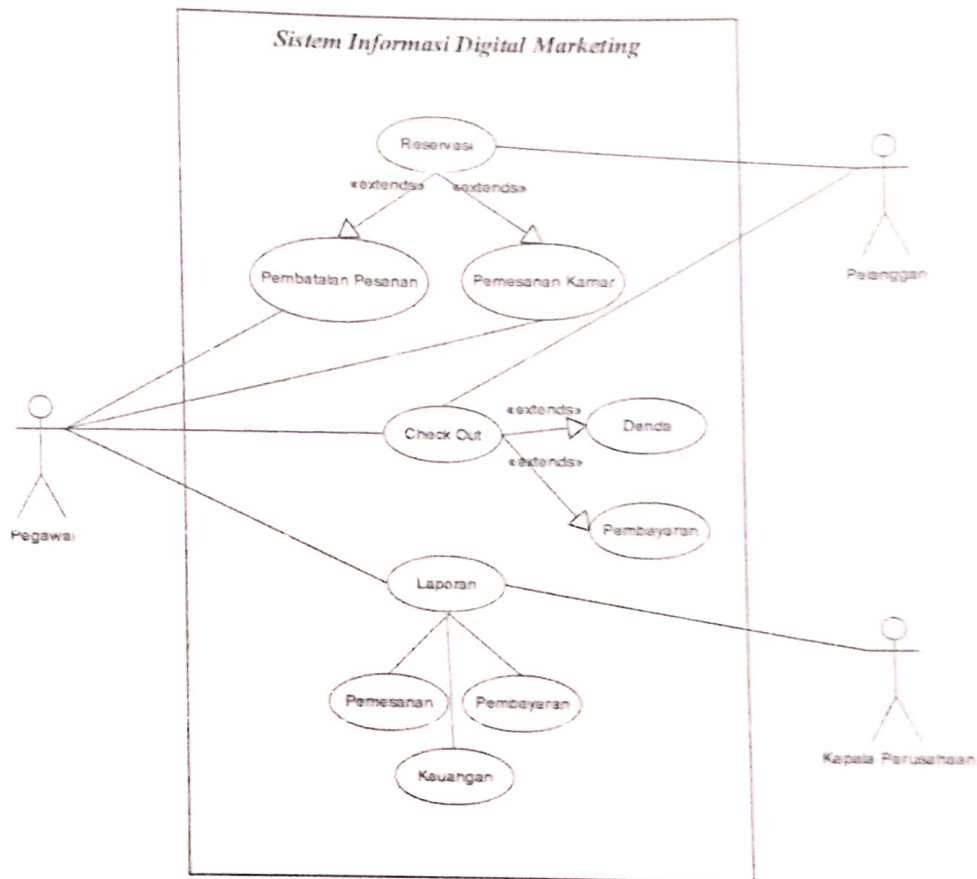 Sistem Informasi Digital Marketing
Reservasi
«extends» «extends»
Pembatalan Pesanan
Pemesanan Kamar
Pelanggan
Check Out
«extends»
Denda
«extends»
Pembayaran
Pegawai
Laporan
Pemesanan
Pembayaran
Keuangan
Kepala Perusahaan